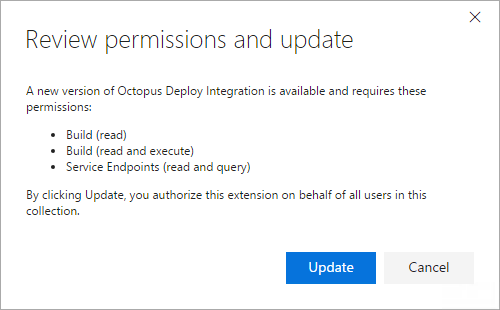 Review permissions and update
A new version of Octopus Deploy Integration is available and requires these
permissions:
• Build (read)
• Build (read and execute)
• Service Endpoints (read and query)
By clicking Update, you authorize this extension on behalf of all users in this
collection.
Update
Cancel